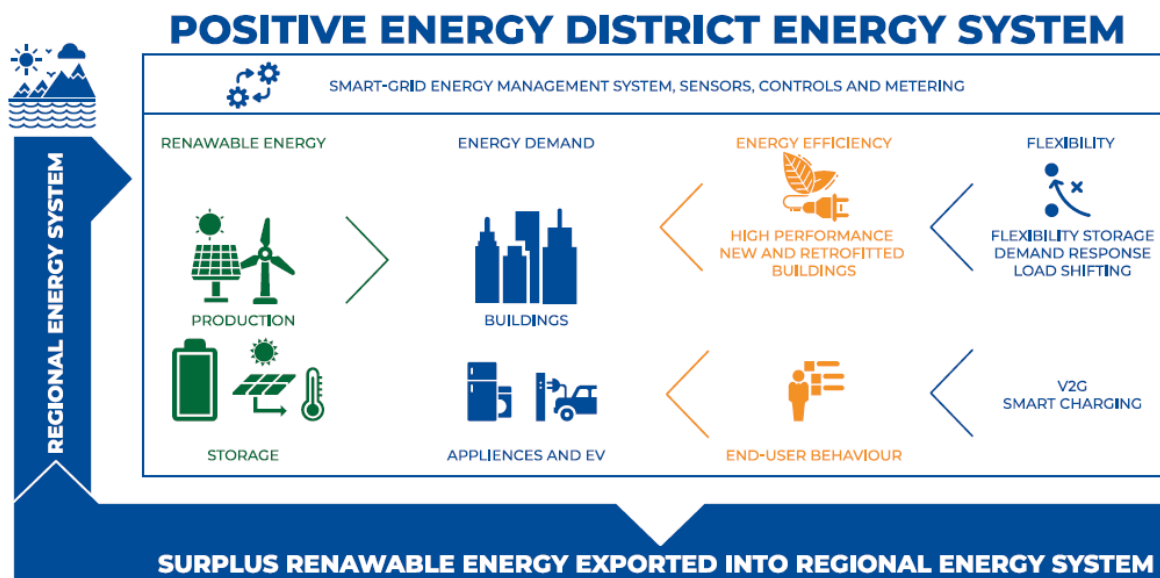 POSITIVE ENERGY DISTRICT ENERGY SYSTEM
SMART-GRID ENERGY MANAGEMENT SYSTEM, SENSORS, CONTROLS AND METERING
REGIONAL ENERGY SYSTEM
RENAWABLE ENERGY
PRODUCTION
STORAGE
ENERGY DEMAND
BUILDINGS
APPLIENCES AND EV
ENERGY EFFICIENCY
HIGH PERFORMANCE
NEW AND RETROFITTED
BUILDINGS
END-USER BEHAVIOUR
FLEXIBILITY
FLEXIBILITY STORAGE
DEMAND RESPONSE
LOAD SHIFTING
V2G
SMART CHARGING
SURPLUS RENAWABLE ENERGY EXPORTED INTO REGIONAL ENERGY SYSTEM